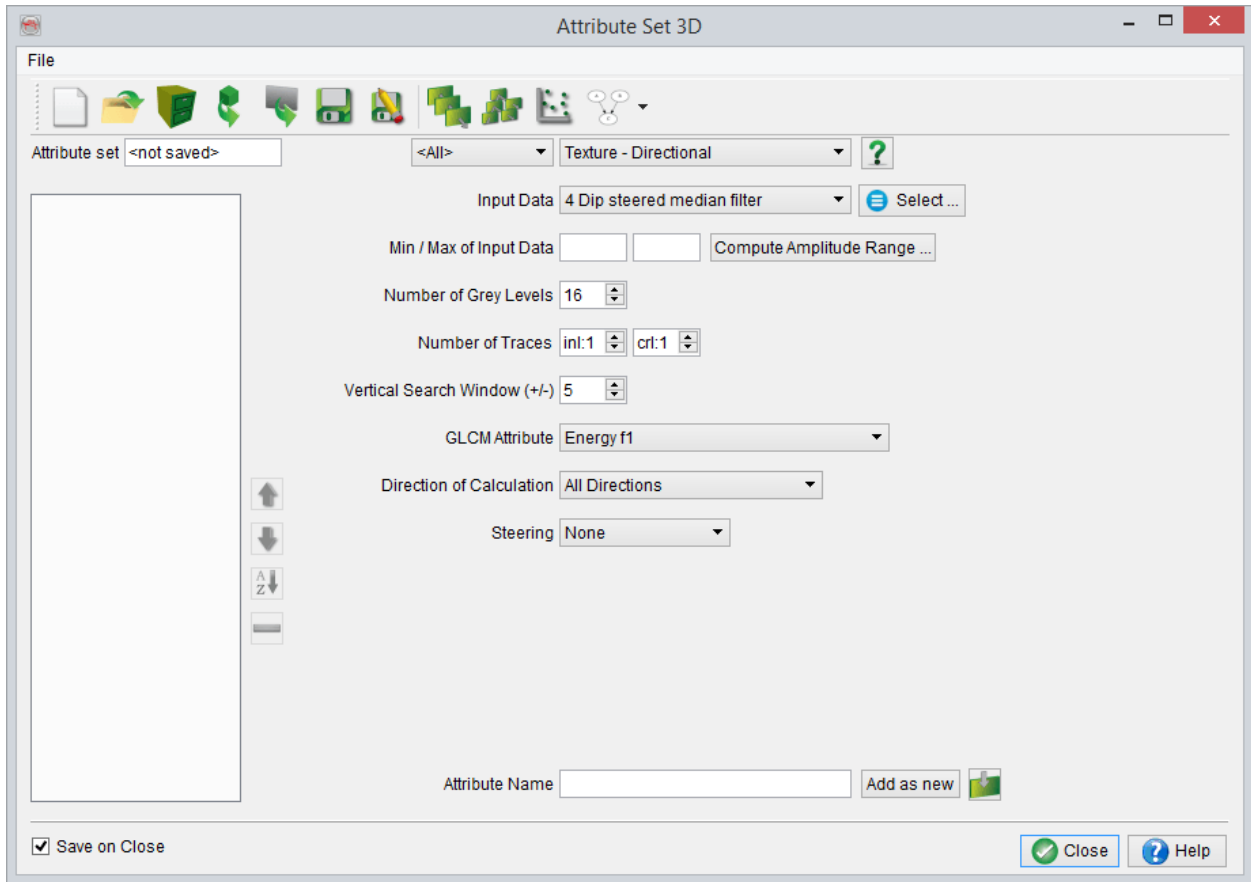 Attribute Set 3D
File
Attribute set <not saved> <All> Texture - Directional ?
Input Data 4 Dip steered median filter Select ...
Min / Max of Input Data Compute Amplitude Range ...
Number of Grey Levels 16
Number of Traces inl:1 crl:1
Vertical Search Window (+/-) 5
GLCM Attribute Energy f1
Direction of Calculation All Directions
Steering None
A
Z
Attribute Name Add as new
Save on Close Close ? Help